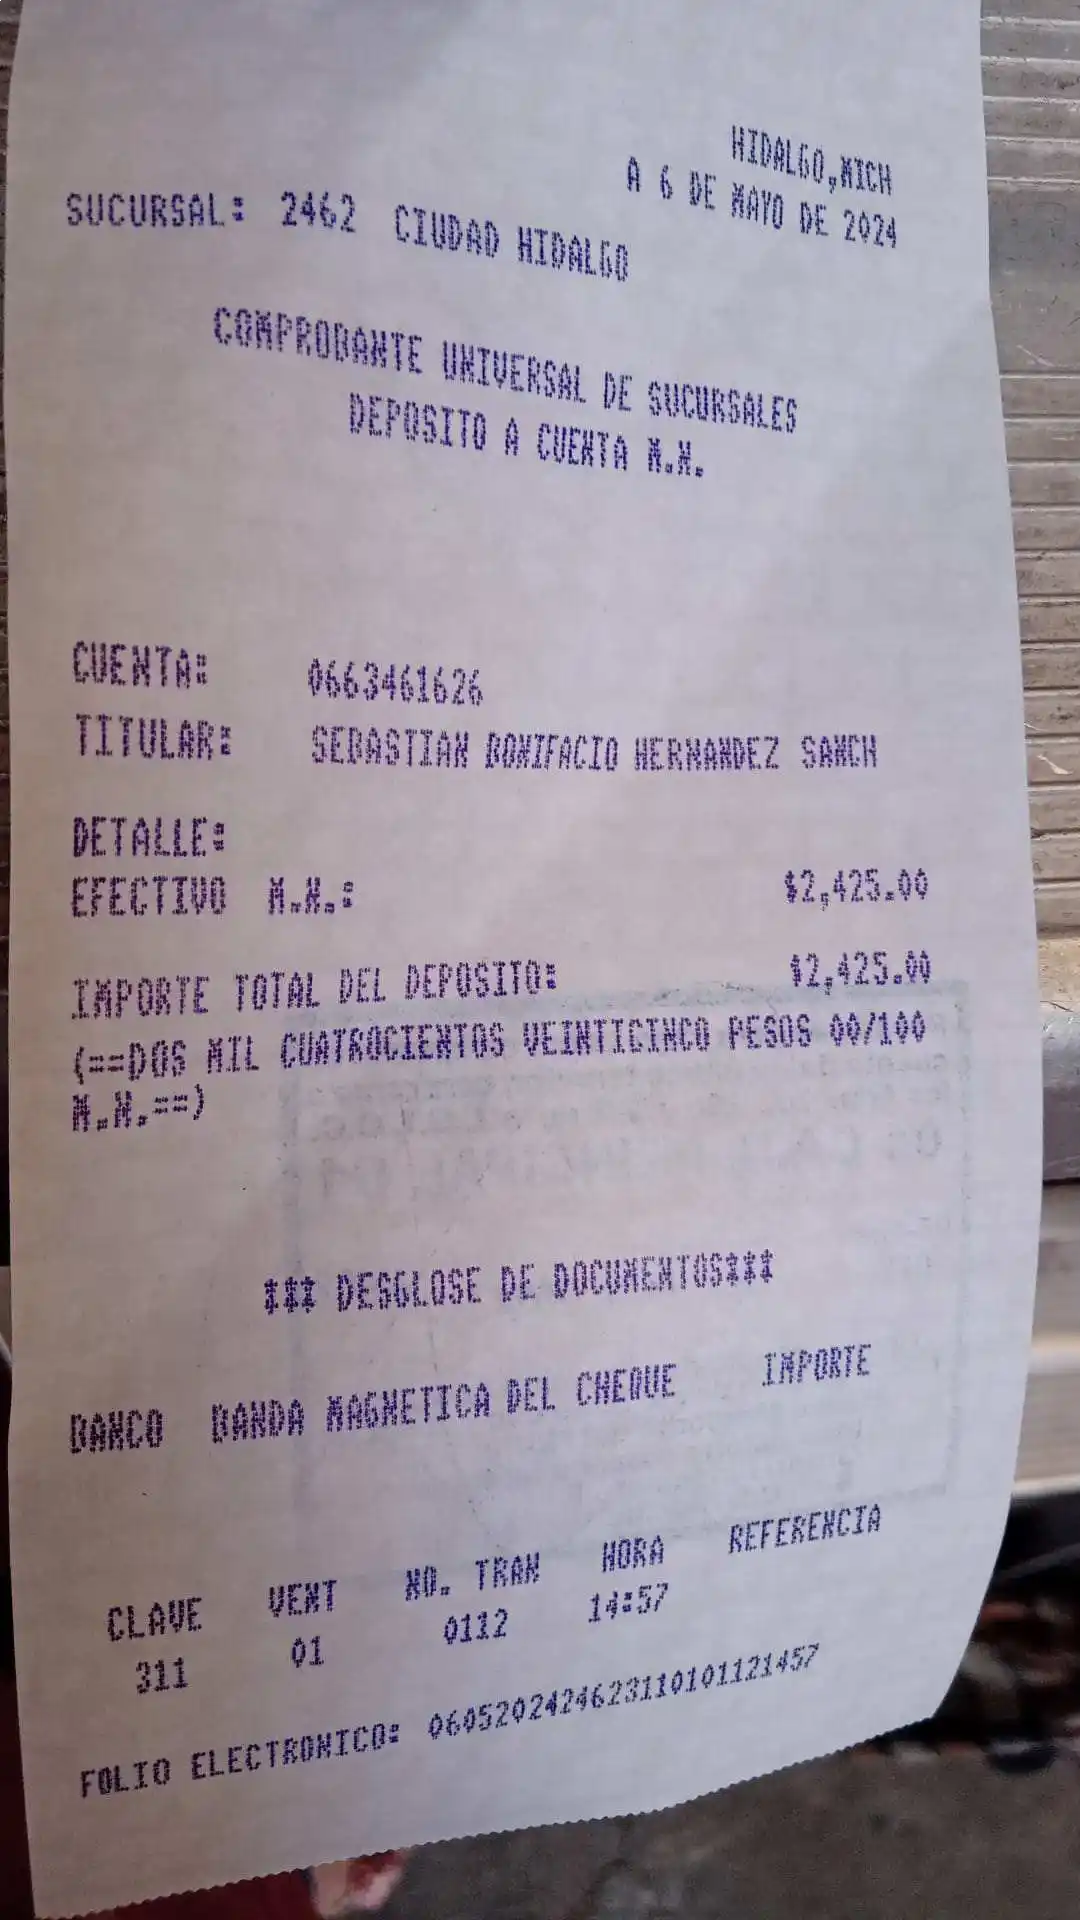 HIDALGO,MICH
A 6 DE MAYO DE 2024
SUCURSAL: 2462 CIUDAD HIDALGO
COMPROBANTE UNIVERSAL DE SUCURSALES
DEPOSITO A CUENTA M.N.
CUENTA: 0663461626
TITULAR: SEBASTIAN BONIFACIO HERNANDEZ SANCH
DETALLE:
EFECTIVO M.N.: $2,425.00
IMPORTE TOTAL DEL DEPOSITO: $2,425.00
(==DOS MIL CUATROCIENTOS VEINTICINCO PESOS 00/100
M.N.==)
*** DESGLOSE DE DOCUMENTOS***
BANCO BANDA MAGNETICA DEL CHEQUE IMPORTE
CLAVE VENT NO. TRAN HORA REFERENCIA
311 01 0112 14:57
FOLIO ELECTRONICO: 0605202424623110101121457